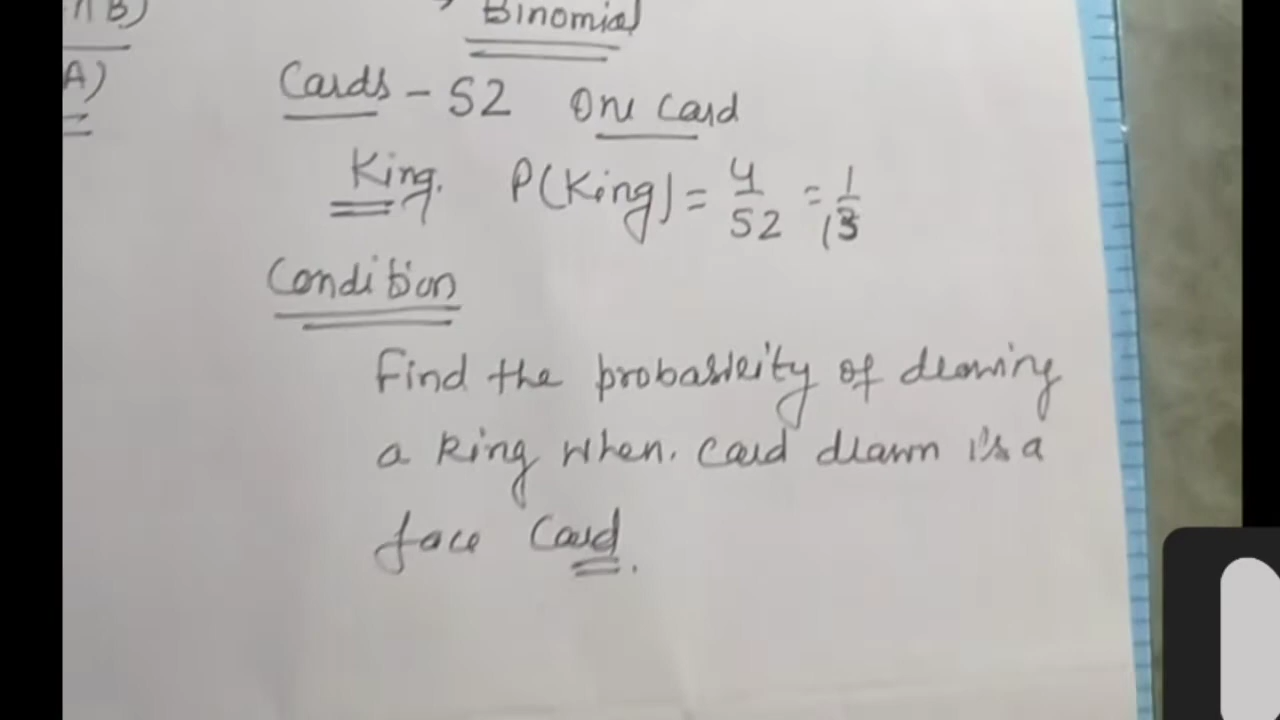 ∩ B)
A)
Binomial
Cards - 52 One Card
King. P(King) = 4/52 = 1/13
Condition
Find the probability of drawing
a King when. Card drawn is a
face Card.